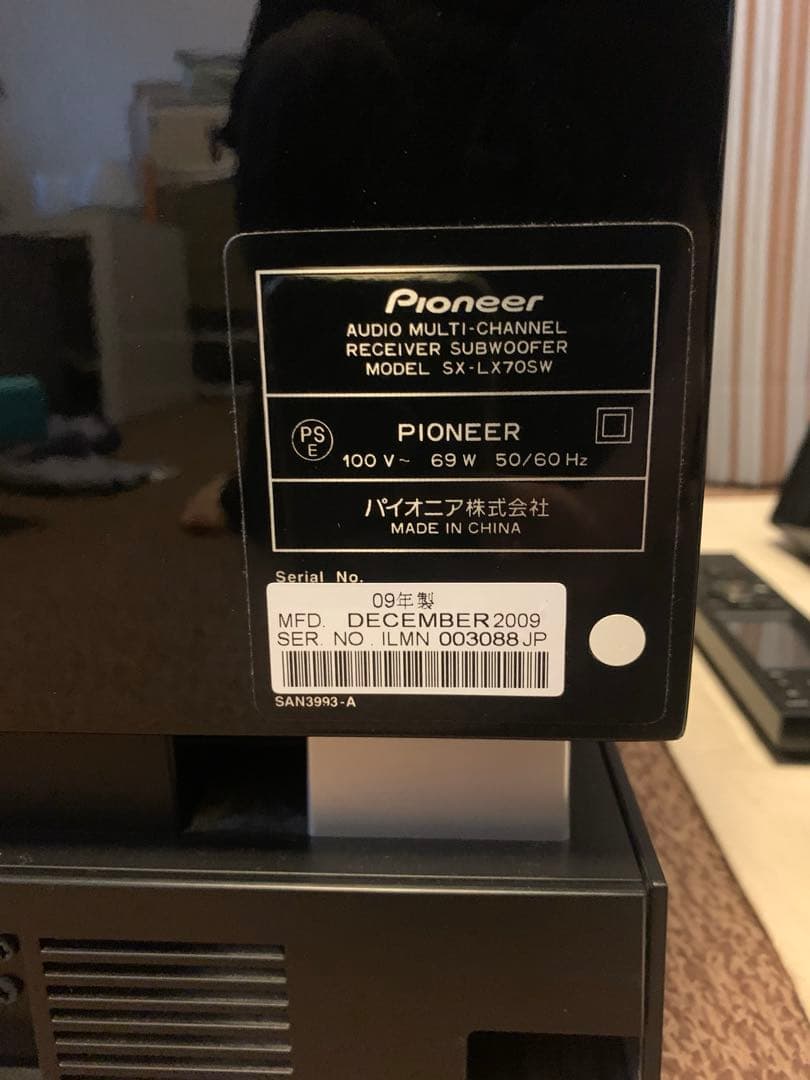 Pioneer
AUDIO MULTI-CHANNEL
RECEIVER SUBWOOFER
MODEL SX-LX70SW
PS
E
PIONEER
100 V~ 69 W 50/60 Hz
パイオニア株式会社
MADE IN CHINA
Serial No.
09年製
MFD. DECEMBER 2009
SER. NO. ILMN 003088 JP
SAN3993-A